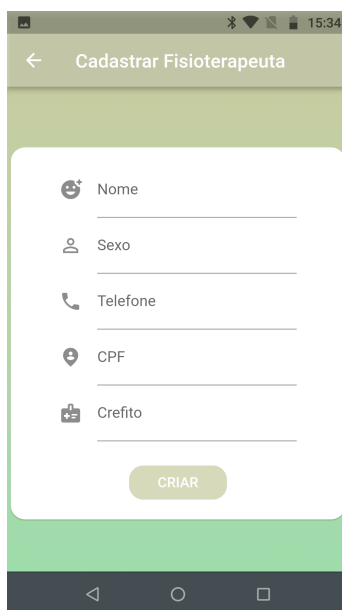 15:34
Cadastrar Fisioterapeuta
Nome
Sexo
Telefone
CPF
Crefito
CRIAR